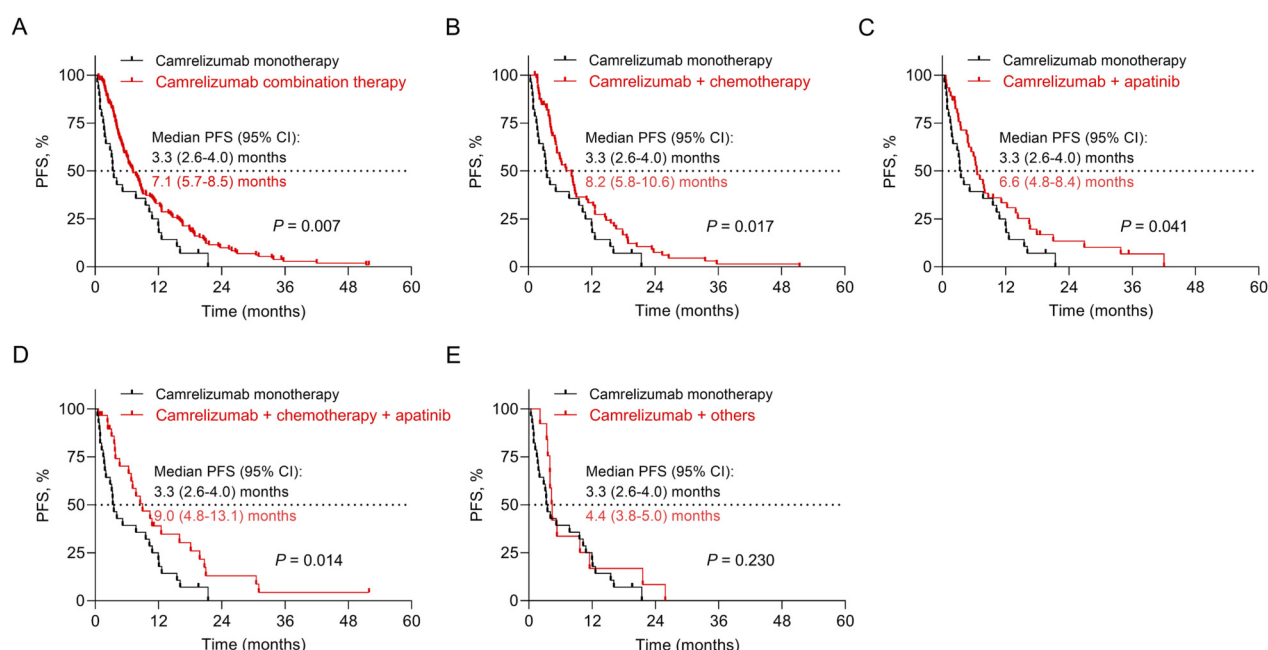 A
Camrelizumab monotherapy
Camrelizumab combination therapy
100
75
50
25
0
PFS, %
Median PFS (95% CI):
3.3 (2.6-4.0) months
7.1 (5.7-8.5) months
P = 0.007
0 12 24 36 48 60
Time (months)
B
Camrelizumab monotherapy
Camrelizumab + chemotherapy
100
75
50
25
0
PFS, %
Median PFS (95% CI):
3.3 (2.6-4.0) months
8.2 (5.8-10.6) months
P = 0.017
0 12 24 36 48 60
Time (months)
C
Camrelizumab monotherapy
Camrelizumab + apatinib
100
75
50
25
0
PFS, %
Median PFS (95% CI):
3.3 (2.6-4.0) months
6.6 (4.8-8.4) months
P = 0.041
0 12 24 36 48 60
Time (months)
D
Camrelizumab monotherapy
Camrelizumab + chemotherapy + apatinib
100
75
50
25
0
PFS, %
Median PFS (95% CI):
3.3 (2.6-4.0) months
9.0 (4.8-13.1) months
P = 0.014
0 12 24 36 48 60
Time (months)
E
Camrelizumab monotherapy
Camrelizumab + others
100
75
50
25
0
PFS, %
Median PFS (95% CI):
3.3 (2.6-4.0) months
4.4 (3.8-5.0) months
P = 0.230
0 12 24 36 48 60
Time (months)